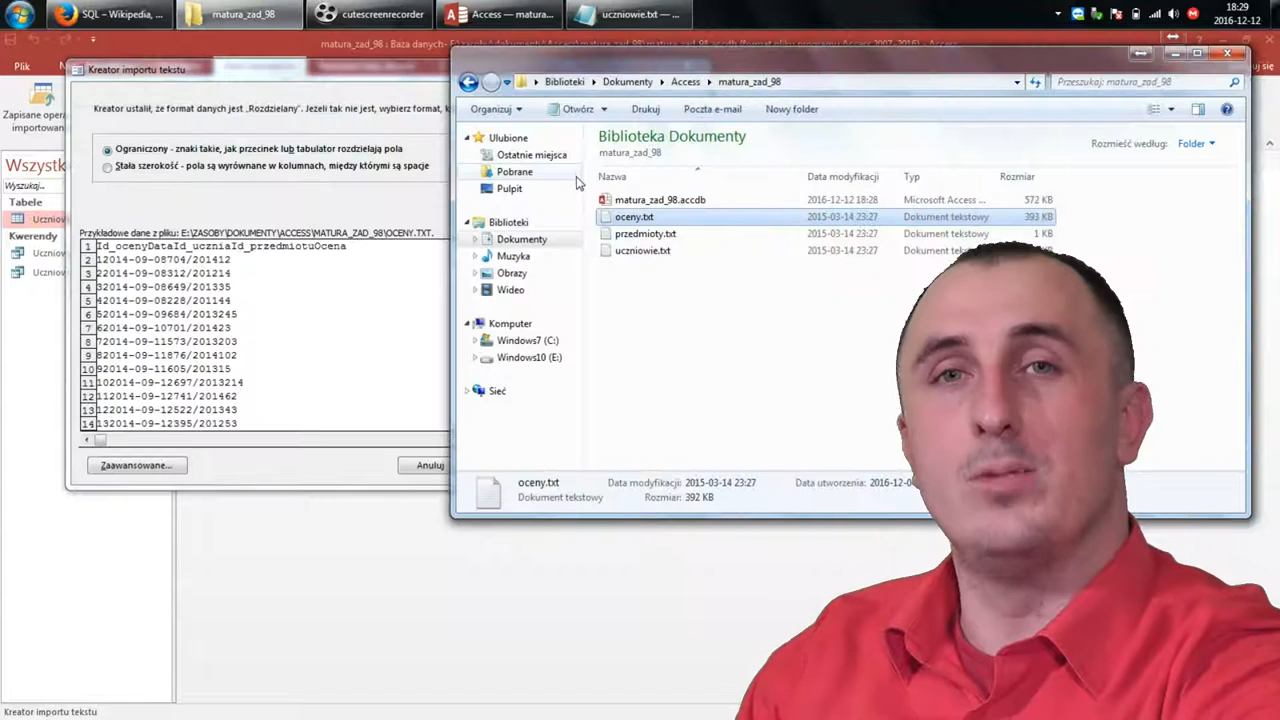 SQL – Wikipedia, ...
matura_zad_98
cutescreenrecorder
Access — matura...
uczniowie.txt — ...
18:29
2016-12-12
matura_zad_98 : Baza danych-
Plik
się
Zapisane opera
importowani
Wszystk
Szukaj...
Tabele
Uczniow
Kwerendy
Uczniow
Uczniow
Kreator importu tekstu
Kreator ustalił, że format danych jest „Rozdzielany”. Jeżeli tak nie jest, wybierz format, k
Ograniczony - znaki takie, jak przecinek lub tabulator rozdzielają pola
Stała szerokość - pola są wyrównane w kolumnach, między którymi są spacje
Przykładowe dane z pliku: E:\ZASOBY\DOKUMENTY\ACCESS\MATURA_ZAD_98\OCENY.TXT.
1 Id_ocenyDataId_uczniaId_przedmiotuOcena
2 12014-09-08704/201412
3 22014-09-08312/201214
4 32014-09-08649/201335
5 42014-09-08228/201144
6 52014-09-09684/2013245
7 62014-09-10701/201423
8 72014-09-11573/2013203
9 82014-09-11876/2014102
10 92014-09-11605/201315
11 102014-09-12697/2013214
12 112014-09-12741/201462
13 122014-09-12522/201343
14 132014-09-12395/201253
Zaawansowane...
Anuluj
Biblioteki
Dokumenty
Access
matura_zad_98
Przeszukaj: matura_zad_98
Organizuj
Otwórz
Drukuj
Poczta e-mail
Nowy folder
Ulubione
Ostatnie miejsca
Pobrane
Pulpit
Biblioteki
Dokumenty
Muzyka
Obrazy
Wideo
Komputer
Windows7 (C:)
Windows10 (E:)
Sieć
Biblioteka Dokumenty
matura_zad_98
Rozmieść według:
Folder
Nazwa
Data modyfikacji
Typ
Rozmiar
matura_zad_98.accdb 2016-12-12 18:28 Microsoft Access ... 572 KB
oceny.txt 2015-03-14 23:27 Dokument tekstowy 393 KB
przedmioty.txt 2015-03-14 23:27 Dokument tekstowy 1 KB
uczniowie.txt 2015-03-14 23:27
oceny.txt Data modyfikacji: 2015-03-14 23:27 Data utworzenia: 2016-12-0
Dokument tekstowy Rozmiar: 392 KB
Kreator importu tekstu